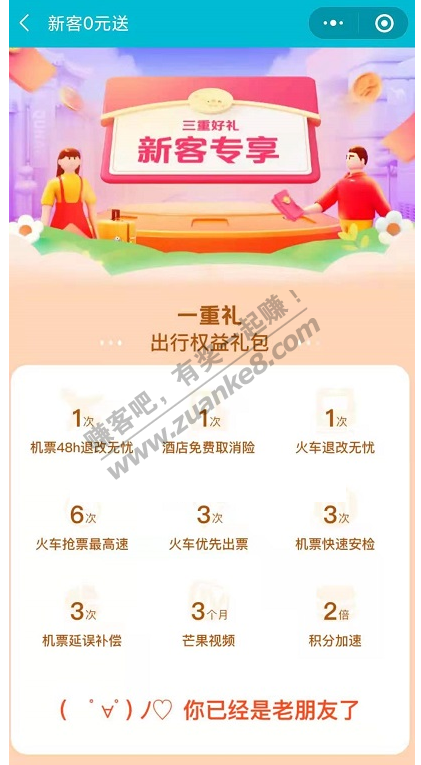 新客0元送
三重好礼
新客专享
一重礼
出行权益礼包
赚客吧，有奖一起赚！
www.zuanke8.com
1次 1次 1次
机票48h退改无忧 酒店免费取消险 火车退改无忧
6次 3次 3次
火车抢票最高速 火车优先出票 机票快速安检
3次 3个月 2倍
机票延误补偿 芒果视频 积分加速
( ﾟ∀ﾟ) ﾉ♡ 你已经是老朋友了